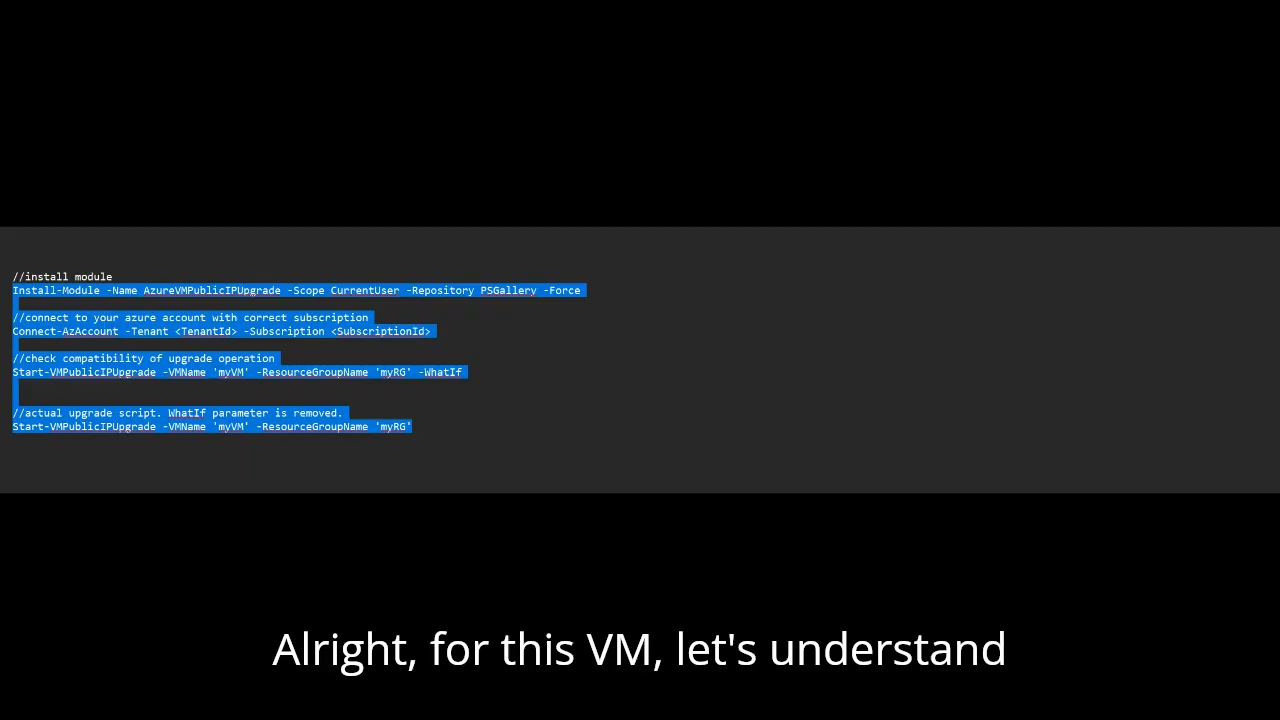 //install module
Install-Module -Name AzureVMPublicIPUpgrade -Scope CurrentUser -Repository PSGallery -Force
//connect to your azure account with correct subscription
Connect-AzAccount -Tenant <TenantId> -Subscription <SubscriptionId>
//check compatibility of upgrade operation
Start-VMPublicIPUpgrade -VMName 'myVM' -ResourceGroupName 'myRG' -WhatIf
//actual upgrade script. WhatIf parameter is removed.
Start-VMPublicIPUpgrade -VMName 'myVM' -ResourceGroupName 'myRG'
Alright, for this VM, let's understand